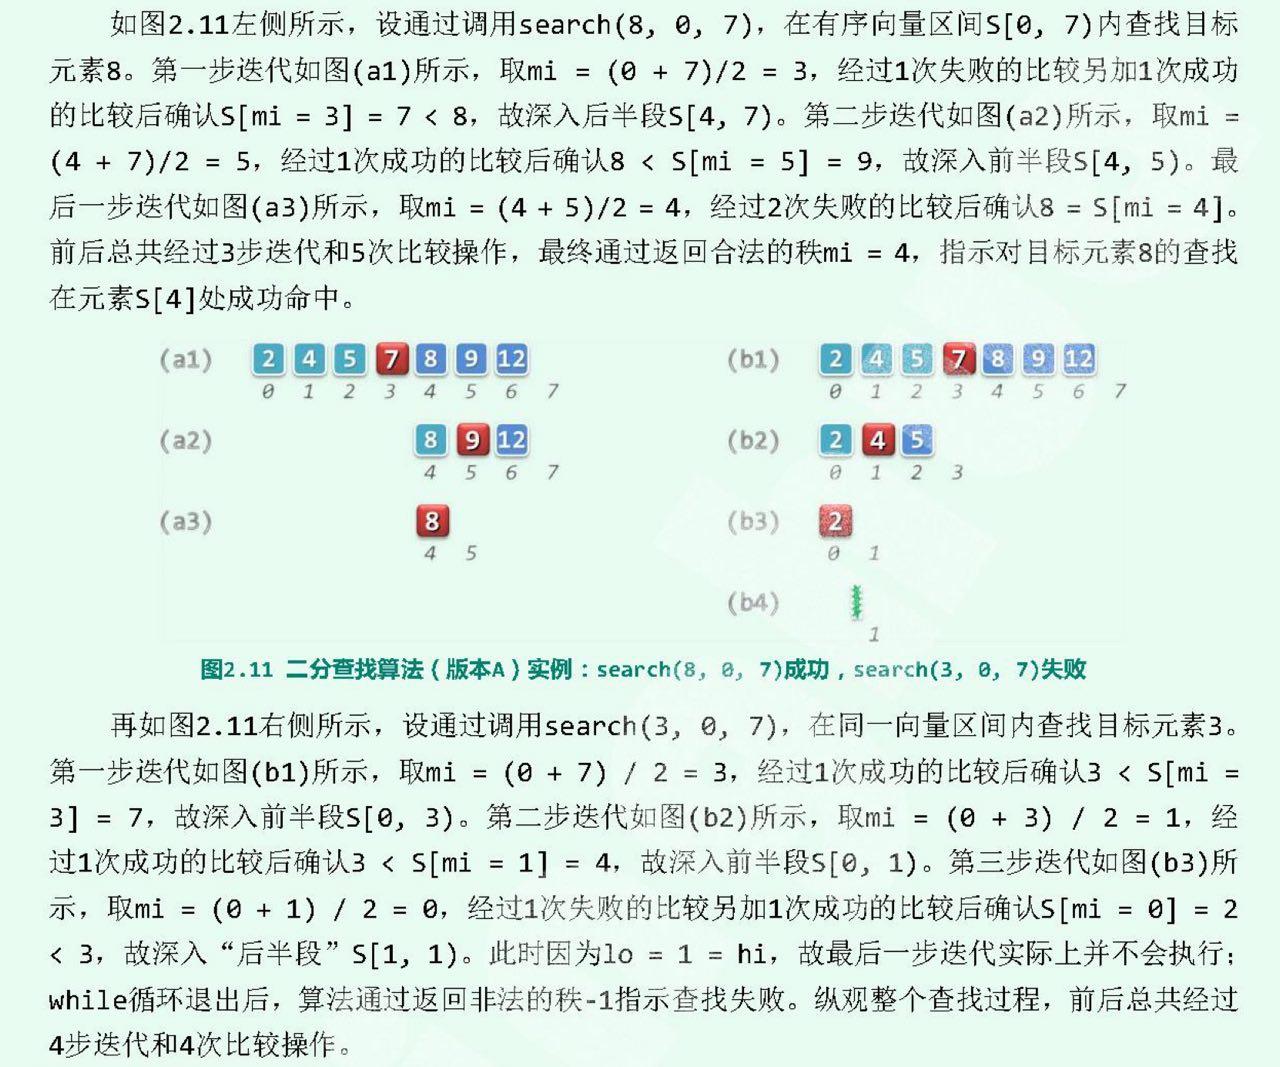 如图2.11左侧所示，设通过调用search(8, 0, 7)，在有序向量区间S[0, 7)内查找目标
元素8。第一步迭代如图(a1)所示，取mi = (0 + 7)/2 = 3，经过1次失败的比较另加1次成功
的比较后确认S[mi = 3] = 7 < 8，故深入后半段S[4, 7)。第二步迭代如图(a2)所示，取mi =
(4 + 7)/2 = 5，经过1次成功的比较后确认8 < S[mi = 5] = 9，故深入前半段S[4, 5)。最
后一步迭代如图(a3)所示，取mi = (4 + 5)/2 = 4，经过2次失败的比较后确认8 = S[mi = 4]。
前后总共经过3步迭代和5次比较操作，最终通过返回合法的秩mi = 4，指示对目标元素8的查找
在元素S[4]处成功命中。
(a1) 2 4 5 7 8 9 12
0 1 2 3 4 5 6 7
(b1) 2 4 5 7 8 9 12
0 1 2 3 4 5 6 7
(a2) 8 9 12
4 5 6 7
(b2) 2 4 5
0 1 2 3
(a3) 8
4 5
(b3) 2
0 1
(b4)
1
图2.11 二分查找算法（版本A）实例：search(8, 0, 7)成功，search(3, 0, 7)失败
再如图2.11右侧所示，设通过调用search(3, 0, 7)，在同一向量区间内查找目标元素3。
第一步迭代如图(b1)所示，取mi = (0 + 7) / 2 = 3，经过1次成功的比较后确认3 < S[mi =
3] = 7，故深入前半段S[0, 3)。第二步迭代如图(b2)所示，取mi = (0 + 3) / 2 = 1，经
过1次成功的比较后确认3 < S[mi = 1] = 4，故深入前半段S[0, 1)。第三步迭代如图(b3)所
示，取mi = (0 + 1) / 2 = 0，经过1次失败的比较另加1次成功的比较后确认S[mi = 0] = 2
< 3，故深入“后半段”S[1, 1)。此时因为lo = 1 = hi，故最后一步迭代实际上并不会执行；
while循环退出后，算法通过返回非法的秩-1指示查找失败。纵观整个查找过程，前后总共经过
4步迭代和4次比较操作。